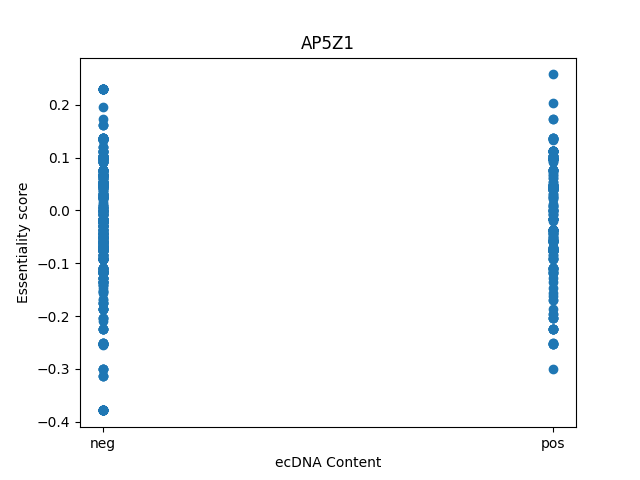 AP5Z1
Essentiality score
0.2
0.1
0.0
−0.1
−0.2
−0.3
−0.4
neg
pos
ecDNA Content